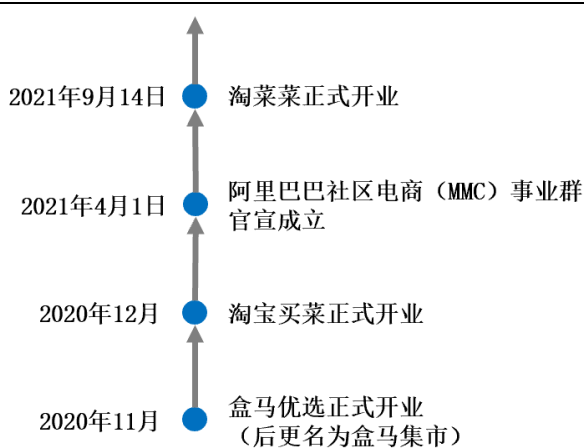 2021年9月14日
淘菜菜正式开业
2021年4月1日
阿里巴巴社区电商（MMC）事业群
官宣成立
2020年12月
淘宝买菜正式开业
2020年11月
盒马优选正式开业
（后更名为盒马集市）